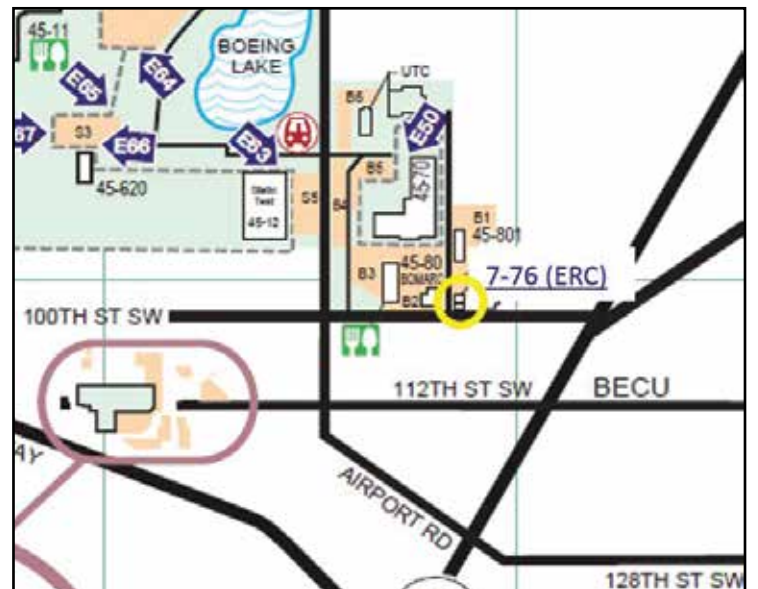 45-11
BOEING
LAKE
UTC
E64
E65
B6
E50
67
S3
E66
E63
B5
45-70
45-620
Static
Test
45-12
S5
B4
B1
45-801
B3
45-80
BOMARC
B2
7-76 (ERC)
100TH ST SW
112TH ST SW
BECU
AY
AIRPORT RD
128TH ST SW